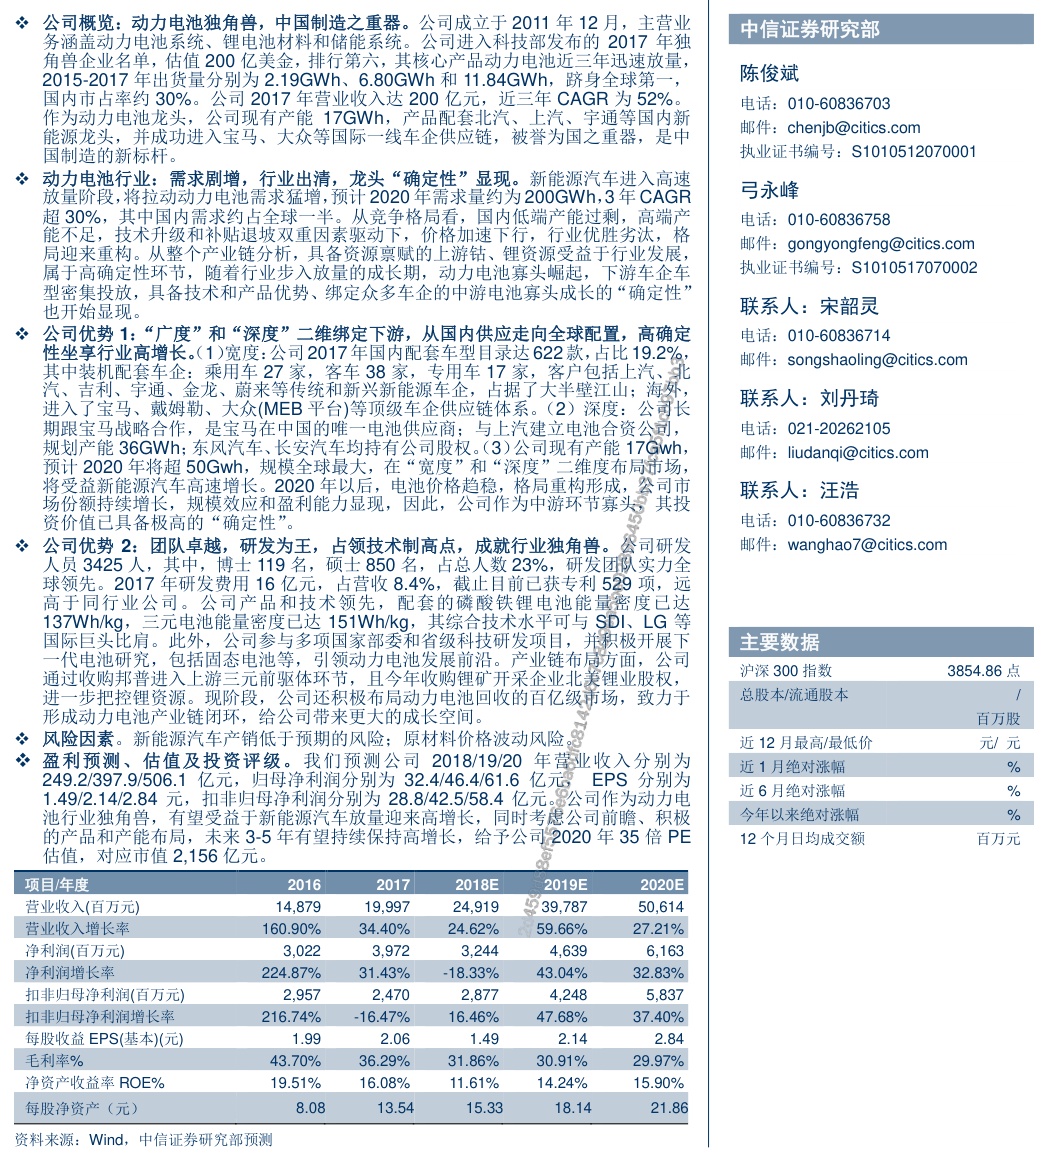 ❖ 公司概览：动力电池独角兽，中国制造之重器。公司成立于 2011 年 12 月，主营业
务涵盖动力电池系统、锂电池材料和储能系统。公司进入科技部发布的 2017 年独
角兽企业名单，估值 200 亿美金，排行第六，其核心产品动力电池近三年迅速放量，
2015-2017 年出货量分别为 2.19GWh、6.80GWh 和 11.84GWh，跻身全球第一，
国内市占率约 30%。公司 2017 年营业收入达 200 亿元，近三年 CAGR 为 52%。
作为动力电池龙头，公司现有产能 17GWh，产品配套北汽、上汽、宇通等国内新
能源龙头，并成功进入宝马、大众等国际一线车企供应链，被誉为国之重器，是中
国制造的新标杆。
❖ 动力电池行业：需求剧增，行业出清，龙头“确定性”显现。新能源汽车进入高速
放量阶段，将拉动动力电池需求猛增，预计 2020 年需求量约为 200GWh，3 年 CAGR
超 30%，其中国内需求约占全球一半。从竞争格局看，国内低端产能过剩，高端产
能不足，技术升级和补贴退坡双重因素驱动下，价格加速下行，行业优胜劣汰，格
局迎来重构。从整个产业链分析，具备资源禀赋的上游钴、锂资源受益于行业发展，
属于高确定性环节，随着行业步入放量的成长期，动力电池寡头崛起，下游车企车
型密集投放，具备技术和产品优势、绑定众多车企的中游电池寡头成长的“确定性”
也开始显现。
❖ 公司优势 1：“广度”和“深度”二维绑定下游，从国内供应走向全球配置，高确定
性坐享行业高增长。（1）宽度：公司 2017 年国内配套车型目录达 622 款，占比 19.2%，
其中装机配套车企：乘用车 27 家，客车 38 家，专用车 17 家，客户包括上汽、北
汽、吉利、宇通、金龙、蔚来等传统和新兴新能源车企，占据了大半壁江山；海外，
进入了宝马、戴姆勒、大众(MEB 平台)等顶级车企供应链体系。（2）深度：公司长
期跟宝马战略合作，是宝马在中国的唯一电池供应商；与上汽建立电池合资公司，
规划产能 36GWh；东风汽车、长安汽车均持有公司股权。（3）公司现有产能 17Gwh，
预计 2020 年将超 50Gwh，规模全球最大，在“宽度”和“深度”二维度布局市场，
将受益新能源汽车高速增长。2020 年以后，电池价格趋稳，格局重构形成，公司市
场份额持续增长，规模效应和盈利能力显现，因此，公司作为中游环节寡头，其投
资价值已具备极高的“确定性”。
❖ 公司优势 2：团队卓越，研发为王，占领技术制高点，成就行业独角兽。公司研发
人员 3425 人，其中，博士 119 名，硕士 850 名，占总人数 23%，研发团队实力全
球领先。2017 年研发费用 16 亿元，占营收 8.4%，截止目前已获专利 529 项，远
高于同行业公司。公司产品和技术领先，配套的磷酸铁锂电池能量密度已达
137Wh/kg，三元电池能量密度已达 151Wh/kg，其综合技术水平可与 SDI、LG 等
国际巨头比肩。此外，公司参与多项国家部委和省级科技研发项目，并积极开展下
一代电池研究，包括固态电池等，引领动力电池发展前沿。产业链布局方面，公司
通过收购邦普进入上游三元前驱体环节，且今年收购锂矿开采企业北美锂业股权，
进一步把控锂资源。现阶段，公司还积极布局动力电池回收的百亿级市场，致力于
形成动力电池产业链闭环，给公司带来更大的成长空间。
❖ 风险因素。新能源汽车产销低于预期的风险；原材料价格波动风险。
❖ 盈利预测、估值及投资评级。我们预测公司 2018/19/20 年营业收入分别为
249.2/397.9/506.1 亿元，归母净利润分别为 32.4/46.4/61.6 亿元， EPS 分别为
1.49/2.14/2.84 元，扣非归母净利润分别为 28.8/42.5/58.4 亿元。公司作为动力电
池行业独角兽，有望受益于新能源汽车放量迎来高增长，同时考虑公司前瞻、积极
的产品和产能布局，未来 3-5 年有望持续保持高增长，给予公司 2020 年 35 倍 PE
估值，对应市值 2,156 亿元。
项目/年度 2016 2017 2018E 2019E 2020E
营业收入(百万元) 14,879 19,997 24,919 39,787 50,614
营业收入增长率 160.90% 34.40% 24.62% 59.66% 27.21%
净利润(百万元) 3,022 3,972 3,244 4,639 6,163
净利润增长率 224.87% 31.43% -18.33% 43.04% 32.83%
扣非归母净利润(百万元) 2,957 2,470 2,877 4,248 5,837
扣非归母净利润增长率 216.74% -16.47% 16.46% 47.68% 37.40%
每股收益 EPS(基本)(元) 1.99 2.06 1.49 2.14 2.84
毛利率% 43.70% 36.29% 31.86% 30.91% 29.97%
净资产收益率 ROE% 19.51% 16.08% 11.61% 14.24% 15.90%
每股净资产（元） 8.08 13.54 15.33 18.14 21.86
资料来源：Wind，中信证券研究部预测
中信证券研究部
陈俊斌
电话：010-60836703
邮件：chenjb@citics.com
执业证书编号：S1010512070001
弓永峰
电话：010-60836758
邮件：gongyongfeng@citics.com
执业证书编号：S1010517070002
联系人：宋韶灵
电话：010-60836714
邮件：songshaoling@citics.com
联系人：刘丹琦
电话：021-20262105
邮件：liudanqi@citics.com
联系人：汪浩
电话：010-60836732
邮件：wanghao7@citics.com
主要数据
沪深 300 指数 3854.86 点
总股本/流通股本 /
百万股
近 12 月最高/最低价 元/ 元
近 1 月绝对涨幅 %
近 6 月绝对涨幅 %
今年以来绝对涨幅 %
12 个月日均成交额 百万元